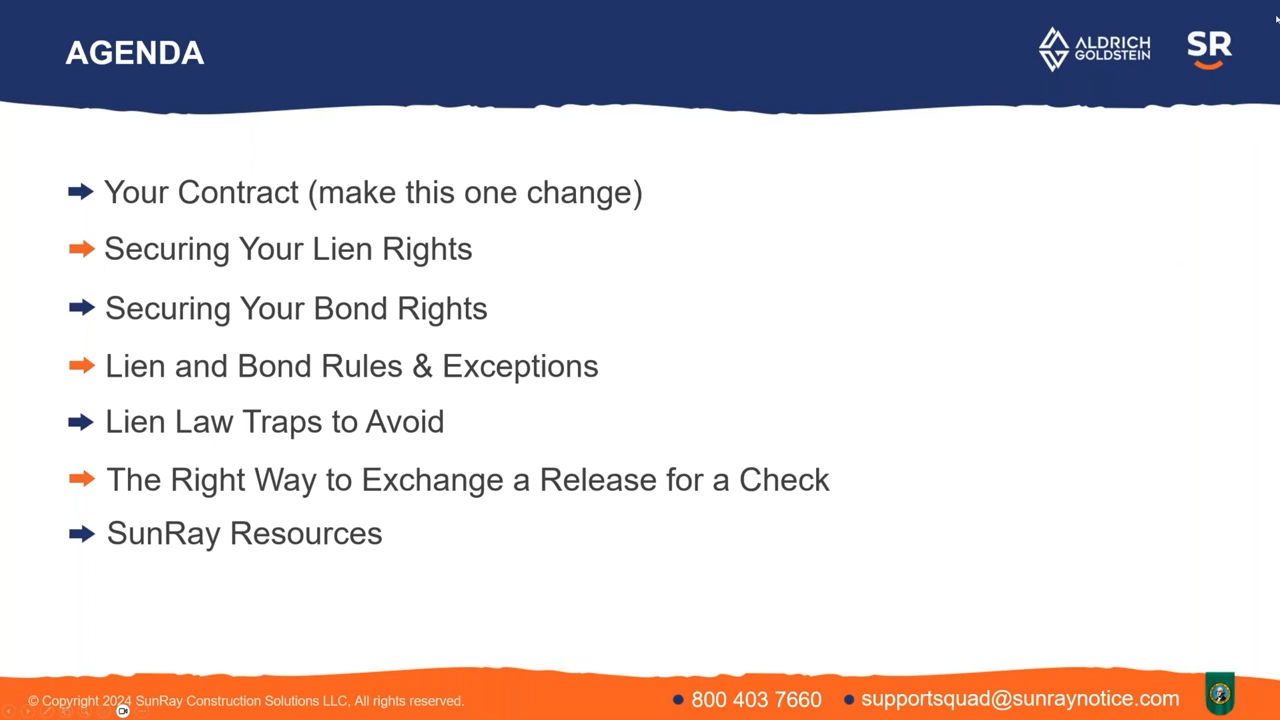 AGENDA
ALDRICH
GOLDSTEIN
SR
Your Contract (make this one change)
Securing Your Lien Rights
Securing Your Bond Rights
Lien and Bond Rules & Exceptions
Lien Law Traps to Avoid
The Right Way to Exchange a Release for a Check
SunRay Resources
© Copyright 2024 SunRay Construction Solutions LLC, All rights reserved.
800 403 7660
supportsquad@sunraynotice.com